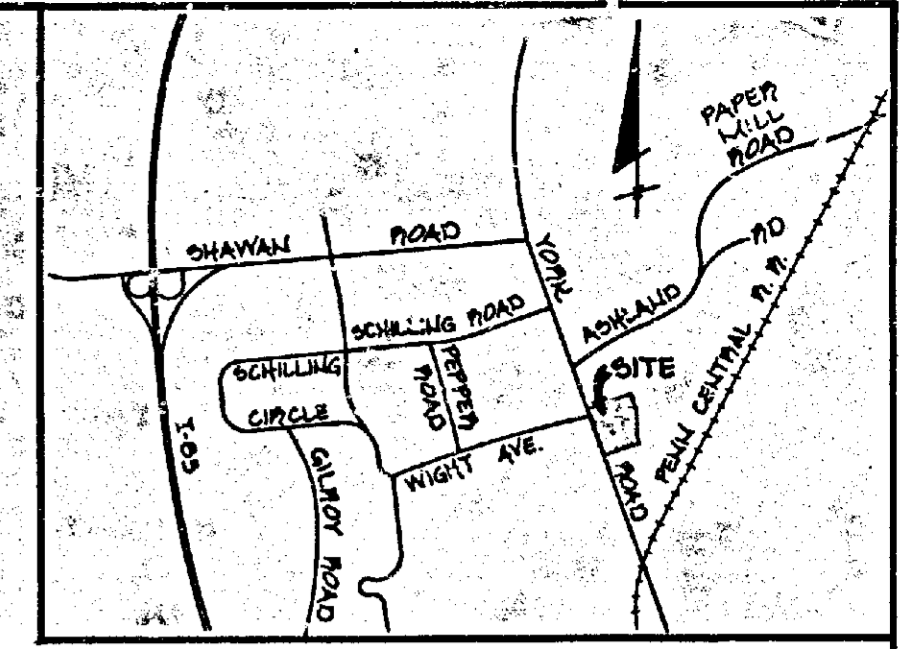 PAPER
MILL
ROAD
SHAWAN ROAD
YORK
RD
ASHLAND
SCHILLING ROAD
SITE
SCHILLING
CIRCLE
PEPPER
ROAD
PENN CENTRAL R.R.
I-83
GILROY ROAD
WIGHT AVE.
ROAD